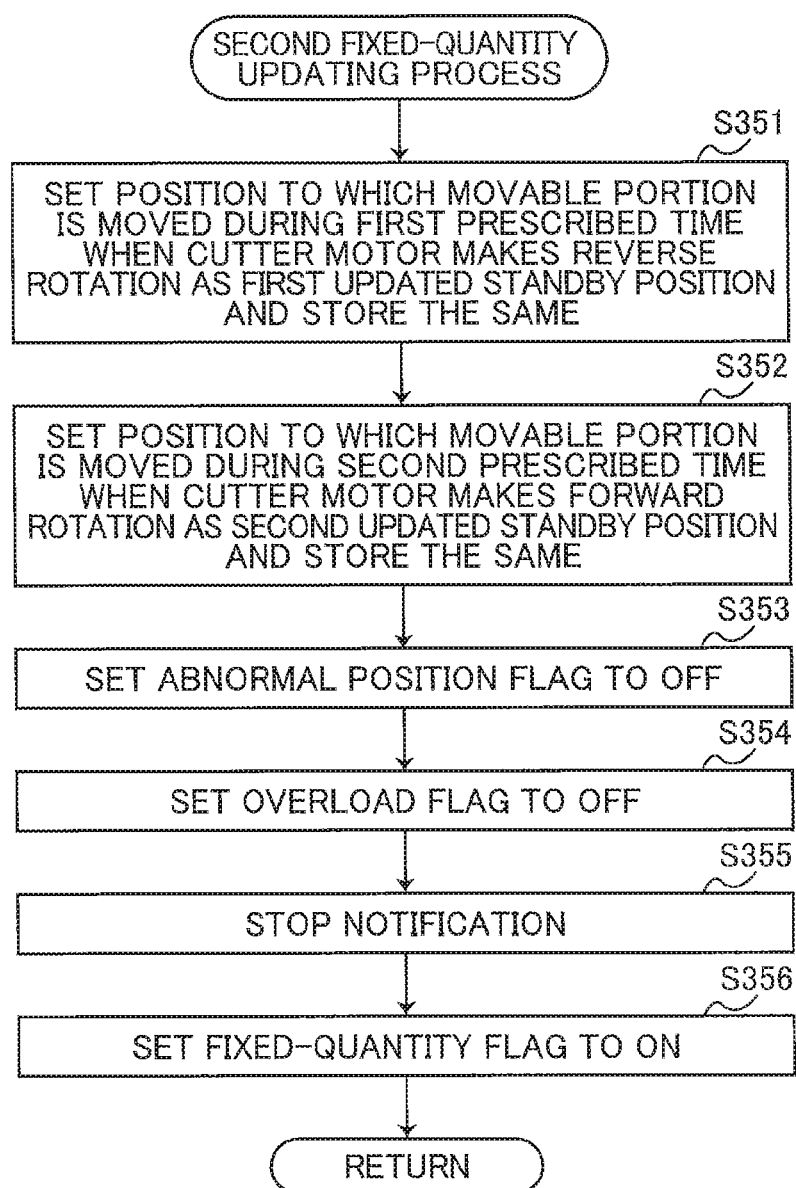 SECOND FIXED-QUANTITY
UPDATING PROCESS
S351
SET POSITION TO WHICH MOVABLE PORTION
IS MOVED DURING FIRST PRESCRIBED TIME
WHEN CUTTER MOTOR MAKES REVERSE
ROTATION AS FIRST UPDATED STANDBY POSITION
AND STORE THE SAME
S352
SET POSITION TO WHICH MOVABLE PORTION
IS MOVED DURING SECOND PRESCRIBED TIME
WHEN CUTTER MOTOR MAKES FORWARD
ROTATION AS SECOND UPDATED STANDBY POSITION
AND STORE THE SAME
S353
SET ABNORMAL POSITION FLAG TO OFF
S354
SET OVERLOAD FLAG TO OFF
S355
STOP NOTIFICATION
S356
SET FIXED-QUANTITY FLAG TO ON
RETURN